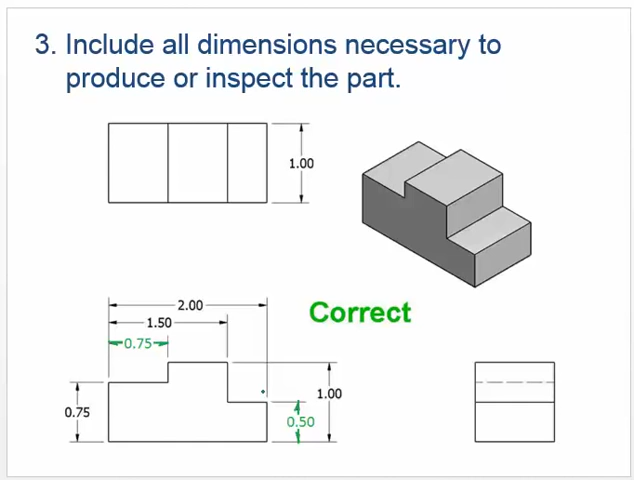 3. Include all dimensions necessary to
produce or inspect the part.
1.00
2.00
Correct
1.50
0.75
1.00
0.75
0.50